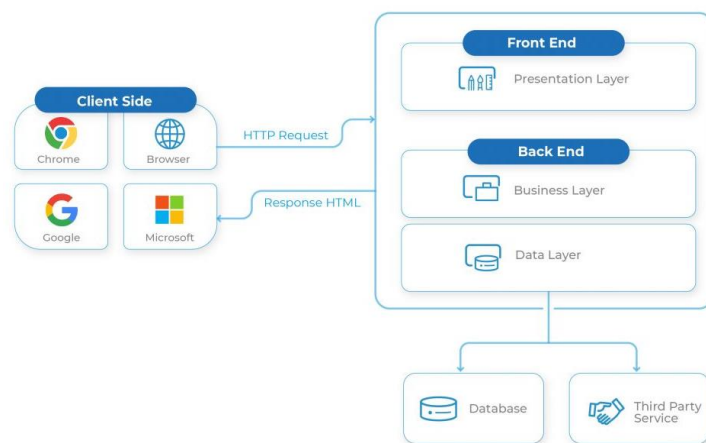 Client Side
Chrome
Browser
Google
Microsoft
HTTP Request
Response HTML
Front End
Presentation Layer
Back End
Business Layer
Data Layer
Database
Third Party
Service